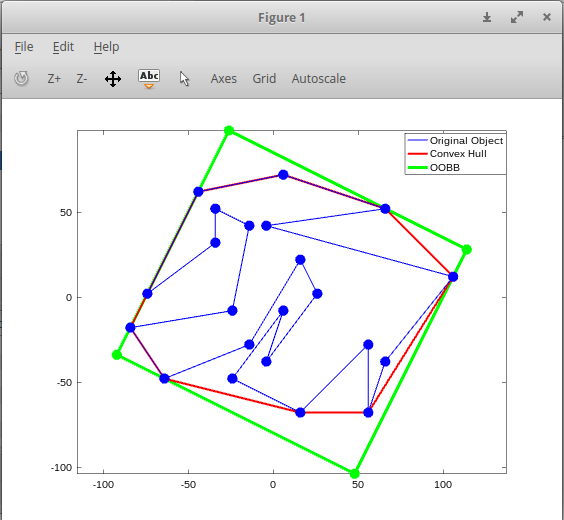 Figure 1
File Edit Help
Z+ Z- Abc Axes Grid Autoscale
Original Object
Convex Hull
OOBB
50
0
-50
-100
-100 -50 0 50 100